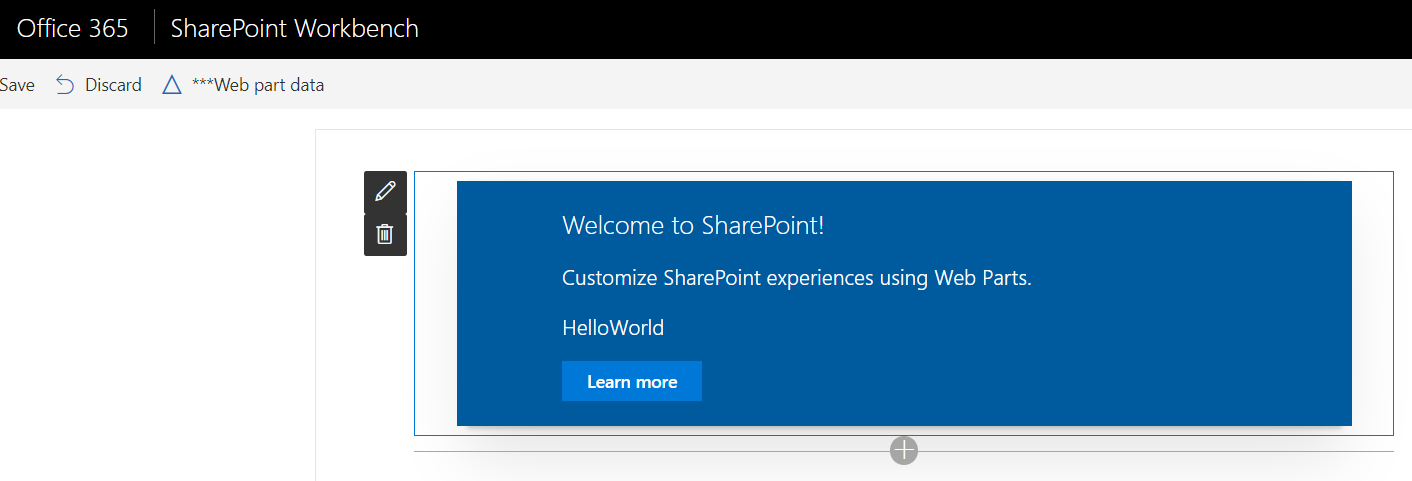 Office 365 SharePoint Workbench
Save Discard ***Web part data
Welcome to SharePoint!
Customize SharePoint experiences using Web Parts.
HelloWorld
Learn more